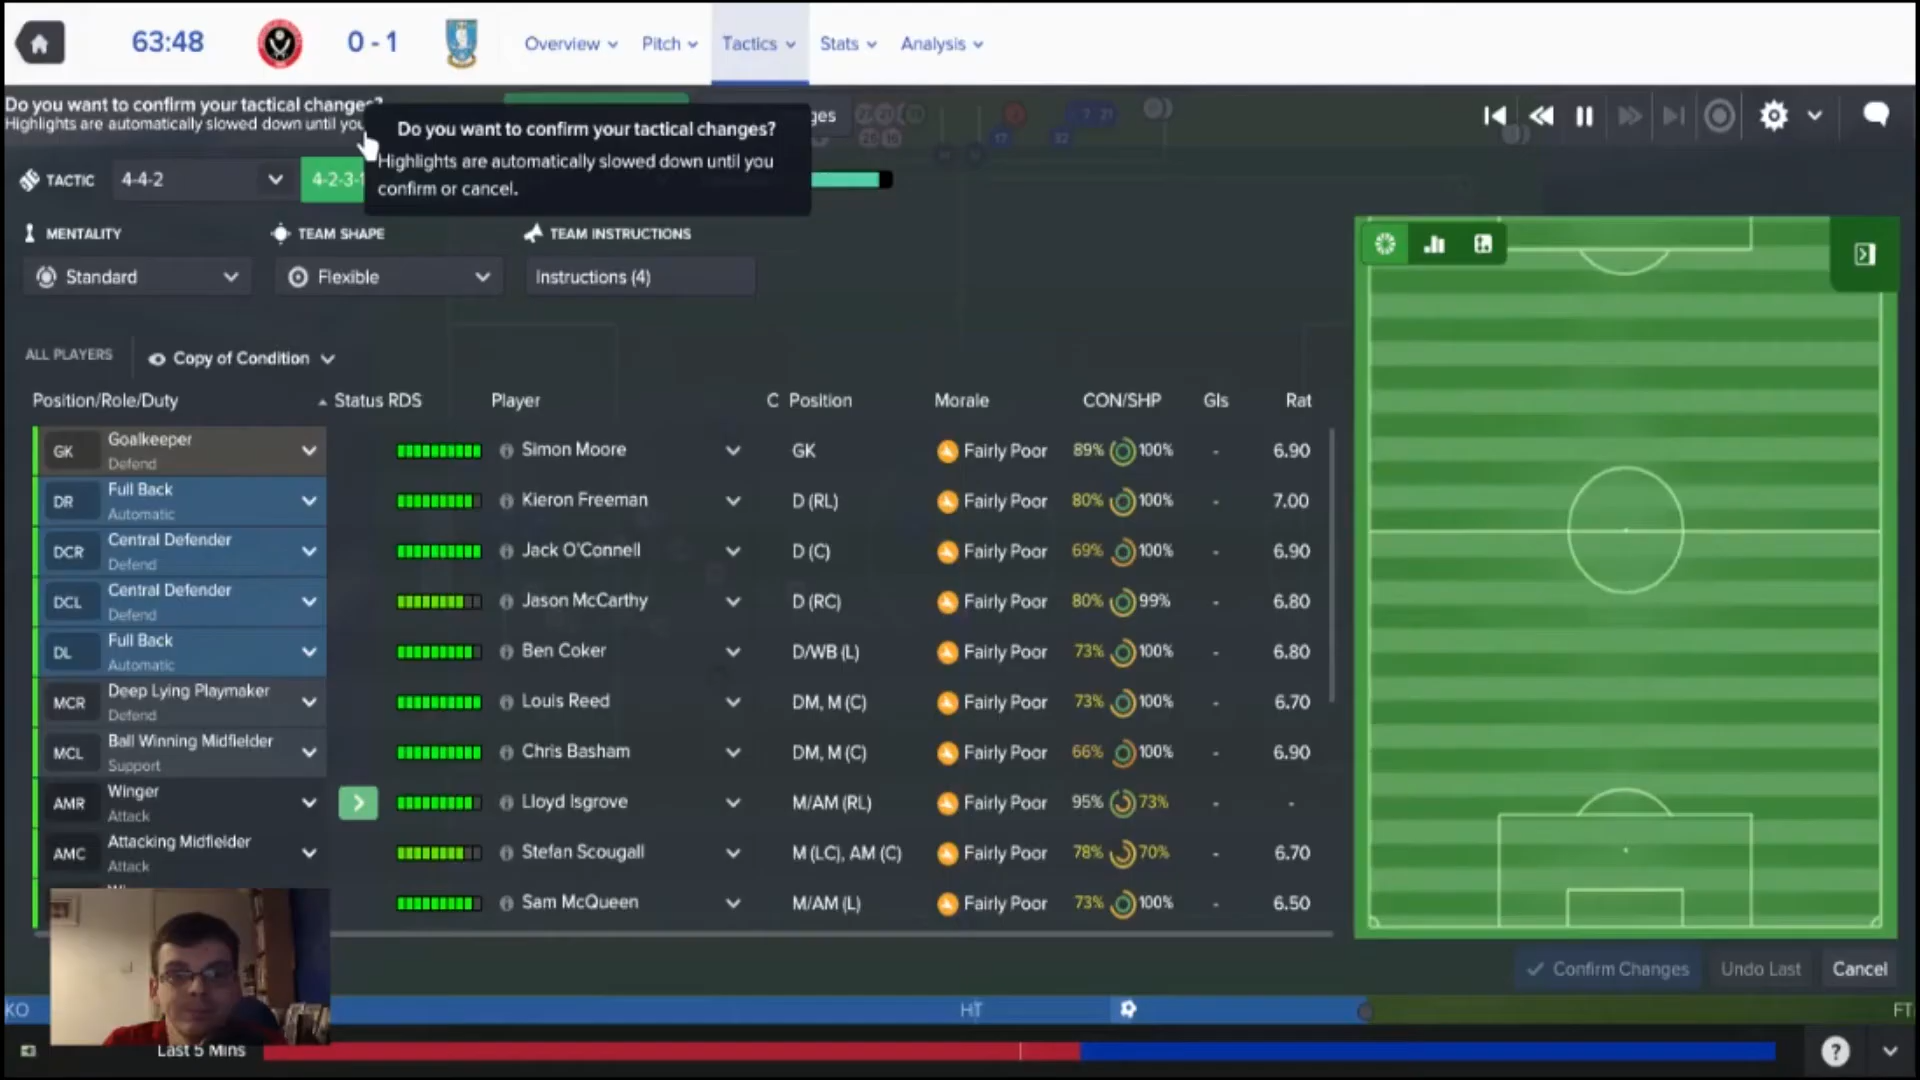 63:48 0 - 1 Overview Pitch Tactics Stats Analysis
Do you want to confirm your tactical changes?
Highlights are automatically slowed down until you
ges
Do you want to confirm your tactical changes?
Highlights are automatically slowed down until you
confirm or cancel.
TACTIC 4-4-2 4-2-3-1
MENTALITY TEAM SHAPE TEAM INSTRUCTIONS
Standard Flexible Instructions (4)
ALL PLAYERS Copy of Condition
Position/Role/Duty Status RDS Player C Position Morale CON/SHP Gls Rat
GK Goalkeeper Defend Simon Moore GK Fairly Poor 89% 100% - 6.90
DR Full Back Automatic Kieron Freeman D (RL) Fairly Poor 80% 100% - 7.00
DCR Central Defender Defend Jack O'Connell D (C) Fairly Poor 69% 100% - 6.90
DCL Central Defender Defend Jason McCarthy D (RC) Fairly Poor 80% 99% - 6.80
DL Full Back Automatic Ben Coker D/WB (L) Fairly Poor 73% 100% - 6.80
MCR Deep Lying Playmaker Defend Louis Reed DM, M (C) Fairly Poor 73% 100% - 6.70
MCL Ball Winning Midfielder Support Chris Basham DM, M (C) Fairly Poor 66% 100% - 6.90
AMR Winger Attack Lloyd Isgrove M/AM (RL) Fairly Poor 95% 73% - -
AMC Attacking Midfielder Attack Stefan Scougall M (LC), AM (C) Fairly Poor 78% 70% - 6.70
Sam McQueen M/AM (L) Fairly Poor 73% 100% - 6.50
Confirm Changes Undo Last Cancel
KO HT FT
Last 5 Mins ?